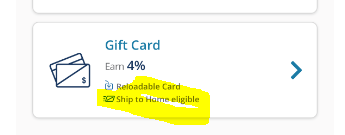 Gift Card
Earn 4%
Reloadable Card
Ship to Home eligible
$